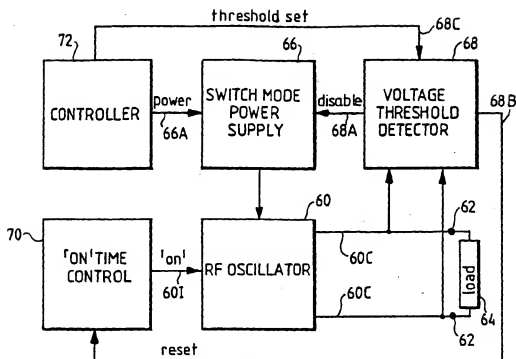 threshold set
72
66
68C
68
CONTROLLER
power
66A
SWITCH MODE
POWER
SUPPLY
disable
68A
VOLTAGE
THRESHOLD
DETECTOR
68B
70
'ON' TIME
CONTROL
'on'
60I
60
RF OSCILLATOR
60C
60C
62
62
load
64
reset